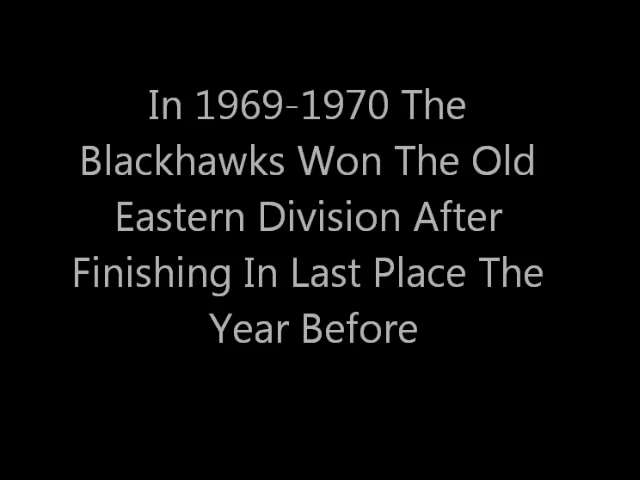 In 1969-1970 The
Blackhawks Won The Old
Eastern Division After
Finishing In Last Place The
Year Before